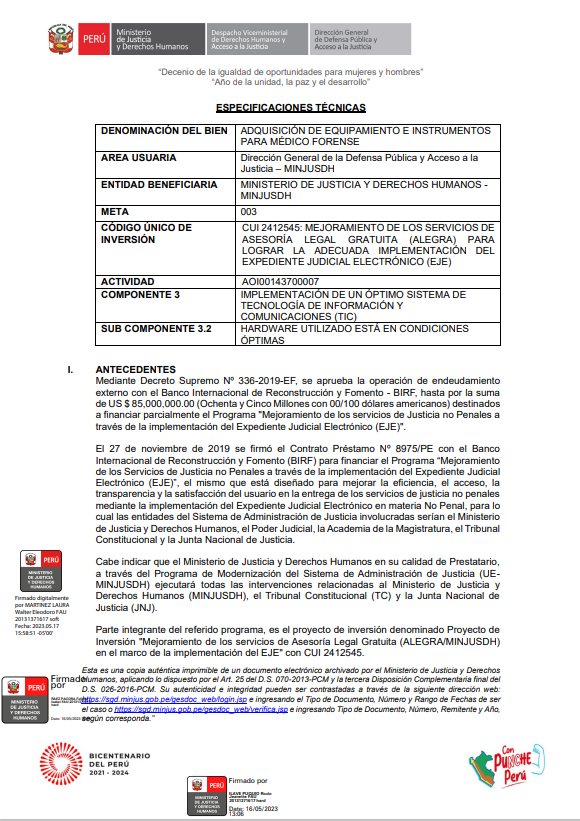 PERÚ
Ministerio
de Justicia
y Derechos Humanos
Despacho Viceministerial
de Derechos Humanos y
Acceso a la Justicia
Dirección General
de Defensa Pública y
Acceso a la Justicia
“Decenio de la igualdad de oportunidades para mujeres y hombres”
“Año de la unidad, la paz y el desarrollo”
ESPECIFICACIONES TÉCNICAS
DENOMINACIÓN DEL BIEN
ADQUISICIÓN DE EQUIPAMIENTO E INSTRUMENTOS
PARA MÉDICO FORENSE
AREA USUARIA
Dirección General de la Defensa Pública y Acceso a la
Justicia – MINJUSDH
ENTIDAD BENEFICIARIA
MINISTERIO DE JUSTICIA Y DERECHOS HUMANOS -
MINJUSDH
META
003
CÓDIGO ÚNICO DE
INVERSIÓN
CUI 2412545: MEJORAMIENTO DE LOS SERVICIOS DE
ASESORÍA LEGAL GRATUITA (ALEGRA) PARA
LOGRAR LA ADECUADA IMPLEMENTACIÓN DEL
EXPEDIENTE JUDICIAL ELECTRÓNICO (EJE)
ACTIVIDAD
AOI00143700007
COMPONENTE 3
IMPLEMENTACIÓN DE UN ÓPTIMO SISTEMA DE
TECNOLOGÍA DE INFORMACIÓN Y
COMUNICACIONES (TIC)
SUB COMPONENTE 3.2
HARDWARE UTILIZADO ESTÁ EN CONDICIONES
ÓPTIMAS
I. ANTECEDENTES
Mediante Decreto Supremo Nº 336-2019-EF, se aprueba la operación de endeudamiento
externo con el Banco Internacional de Reconstrucción y Fomento - BIRF, hasta por la suma
de US $ 85,000,000.00 (Ochenta y Cinco Millones con 00/100 dólares americanos) destinados
a financiar parcialmente el Programa "Mejoramiento de los servicios de Justicia no Penales a
través de la implementación del Expediente Judicial Electrónico (EJE)".
El 27 de noviembre de 2019 se firmó el Contrato Préstamo Nº 8975/PE con el Banco
Internacional de Reconstrucción y Fomento (BIRF) para financiar el Programa “Mejoramiento
de los Servicios de Justicia no Penales a través de la implementación del Expediente Judicial
Electrónico (EJE)”, el mismo que está diseñado para mejorar la eficiencia, el acceso, la
transparencia y la satisfacción del usuario en la entrega de los servicios de justicia no penales
mediante la implementación del Expediente Judicial Electrónico en materia No Penal, para lo
cual las entidades del Sistema de Administración de Justicia involucradas serían el Ministerio
de Justicia y Derechos Humanos, el Poder Judicial, la Academia de la Magistratura, el Tribunal
Constitucional y la Junta Nacional de Justicia.
Cabe indicar que el Ministerio de Justicia y Derechos Humanos en su calidad de Prestatario,
a través del Programa de Modernización del Sistema de Administración de Justicia (UE-
MINJUSDH) ejecutará todas las intervenciones relacionadas al Ministerio de Justicia y
Derechos Humanos (MINJUSDH), el Tribunal Constitucional (TC) y la Junta Nacional de
Justicia (JNJ).
Parte integrante del referido programa, es el proyecto de inversión denominado Proyecto de
Inversión "Mejoramiento de los servicios de Asesoría Legal Gratuita (ALEGRA/MINJUSDH)
en el marco de la implementación del EJE" con CUI 2412545.
PERÚ
MINISTERIO
DE JUSTICIA
Y DERECHOS
HUMANOS
Firmado digitalmente
por MARTINEZ LAURA
Walter Eleodoro FAU
20131371617 soft
Fecha: 2023.05.17
15:58:51 -05'00'
Esta es una copia auténtica imprimible de un documento electrónico archivado por el Ministerio de Justicia y Derechos
Humanos, aplicando lo dispuesto por el Art. 25 del D.S. 070-2013-PCM y la tercera Disposición Complementaria final del
D.S. 026-2016-PCM. Su autenticidad e integridad pueden ser contrastadas a través de la siguiente dirección web:
https://sgd.minjus.gob.pe/gesdoc_web/login.jsp e ingresando el Tipo de Documento, Número y Rango de Fechas de ser
el caso o https://sgd.minjus.gob.pe/gesdoc_web/verifica.jsp e ingresando Tipo de Documento, Número, Remitente y Año,
según corresponda.”
PERÚ
MINISTERIO
DE JUSTICIA
Y DERECHOS
HUMANOS
Firmado
por
BICENTENARIO
DEL PERÚ
2021 - 2024
PERÚ
MINISTERIO
DE JUSTICIA
Y DERECHOS
HUMANOS
Firmado por
20131371617 hard
Date: 16/05/2023
13:06
Con
PUNCHE
Perú